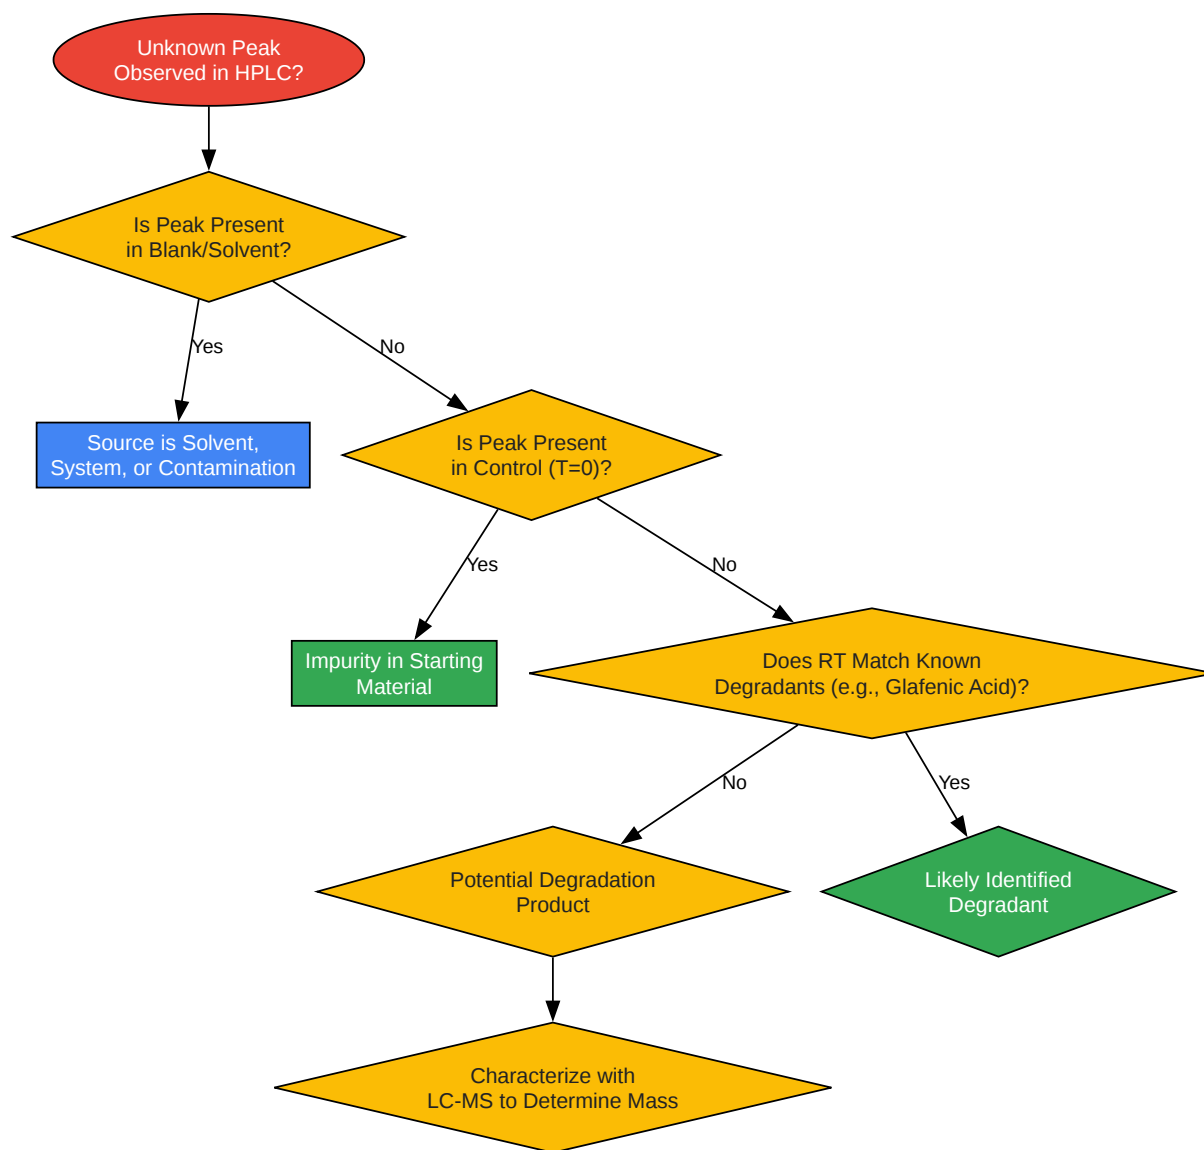 Unknown Peak
Observed in HPLC?
Is Peak Present
in Blank/Solvent?
Yes
No
Source is Solvent,
System, or Contamination
Is Peak Present
in Control (T=0)?
Yes
No
Impurity in Starting
Material
Does RT Match Known
Degradants (e.g., Glafenic Acid)?
No
Yes
Potential Degradation
Product
Likely Identified
Degradant
Characterize with
LC-MS to Determine Mass